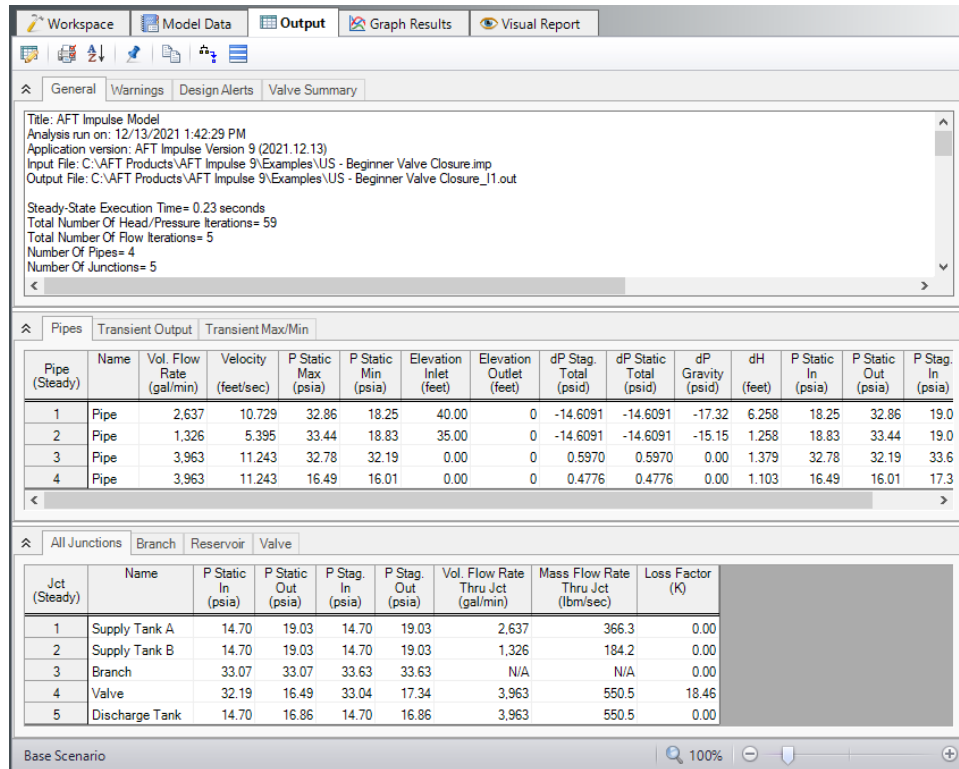 Workspace Model Data Output Graph Results Visual Report
General Warnings Design Alerts Valve Summary
Title: AFT Impulse Model
Analysis run on: 12/13/2021 1:42:29 PM
Application version: AFT Impulse Version 9 (2021.12.13)
Input File: C:\AFT Products\AFT Impulse 9\Examples\US - Beginner Valve Closure.imp
Output File: C:\AFT Products\AFT Impulse 9\Examples\US - Beginner Valve Closure_I1.out
Steady-State Execution Time= 0.23 seconds
Total Number Of Head/Pressure Iterations= 59
Total Number Of Flow Iterations= 5
Number Of Pipes= 4
Number Of Junctions= 5
Pipes Transient Output Transient Max/Min
Pipe (Steady) Name Vol. Flow Rate (gal/min) Velocity (feet/sec) P Static Max (psia) P Static Min (psia) Elevation Inlet (feet) Elevation Outlet (feet) dP Stag. Total (psid) dP Static Total (psid) dP Gravity (psid) dH (feet) P Static In (psia) P Static Out (psia) P Stag. In (psia)
1 Pipe 2,637 10.729 32.86 18.25 40.00 0 -14.6091 -14.6091 -17.32 6.258 18.25 32.86 19.0
2 Pipe 1,326 5.395 33.44 18.83 35.00 0 -14.6091 -14.6091 -15.15 1.258 18.83 33.44 19.0
3 Pipe 3,963 11.243 32.78 32.19 0.00 0 0.5970 0.5970 0.00 1.379 32.78 32.19 33.6
4 Pipe 3,963 11.243 16.49 16.01 0.00 0 0.4776 0.4776 0.00 1.103 16.49 16.01 17.3
All Junctions Branch Reservoir Valve
Jct (Steady) Name P Static In (psia) P Static Out (psia) P Stag. In (psia) P Stag. Out (psia) Vol. Flow Rate Thru Jct (gal/min) Mass Flow Rate Thru Jct (lbm/sec) Loss Factor (K)
1 Supply Tank A 14.70 19.03 14.70 19.03 2,637 366.3 0.00
2 Supply Tank B 14.70 19.03 14.70 19.03 1,326 184.2 0.00
3 Branch 33.07 33.07 33.63 33.63 N/A N/A 0.00
4 Valve 32.19 16.49 33.04 17.34 3,963 550.5 18.46
5 Discharge Tank 14.70 16.86 14.70 16.86 3,963 550.5 0.00
Base Scenario 100%